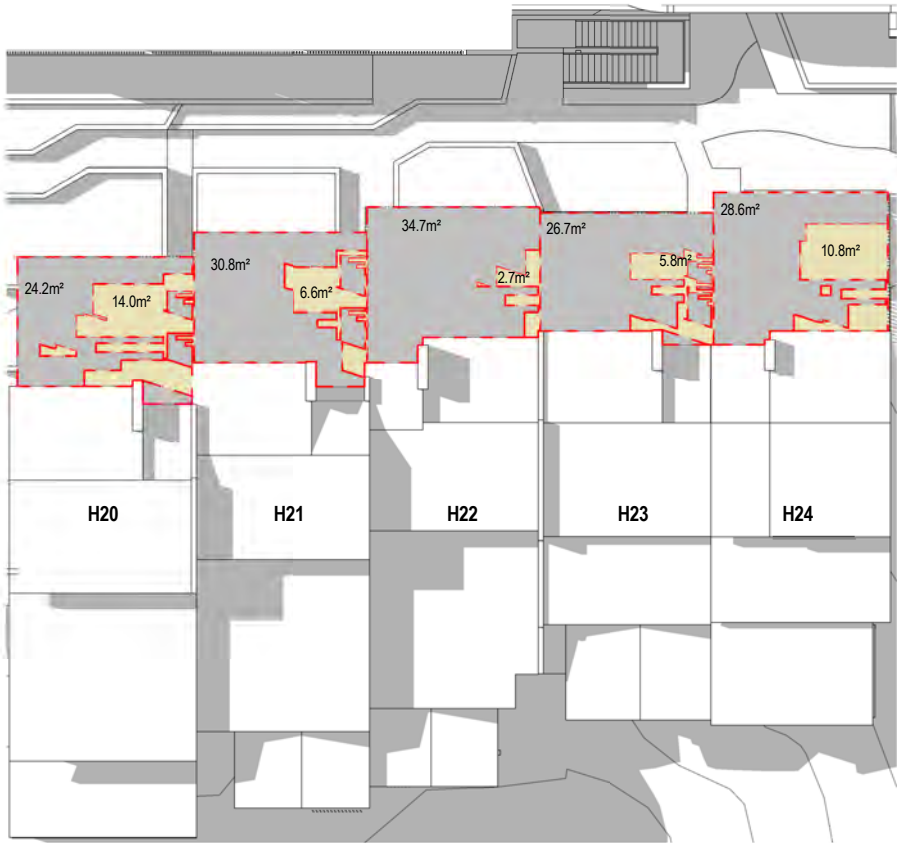 28.6m²
34.7m²
26.7m²
10.8m²
30.8m²
5.8m²
2.7m²
24.2m²
6.6m²
14.0m²
H20
H21
H22
H23
H24